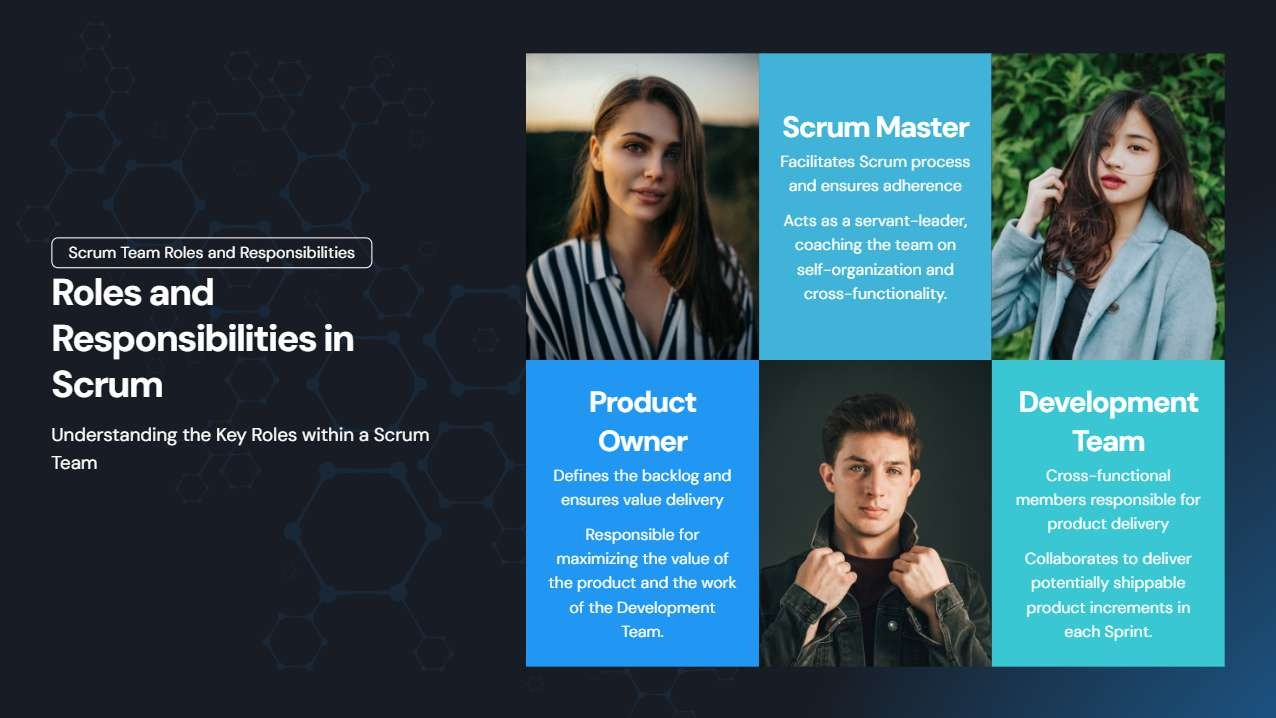 Scrum Team Roles and Responsibilities
Roles and
Responsibilities in
Scrum
Understanding the Key Roles within a Scrum
Team
Scrum Master
Facilitates Scrum process
and ensures adherence
Acts as a servant-leader,
coaching the team on
self-organization and
cross-functionality.
Product
Owner
Defines the backlog and
ensures value delivery
Responsible for
maximizing the value of
the product and the work
of the Development
Team.
Development
Team
Cross-functional
members responsible for
product delivery
Collaborates to deliver
potentially shippable
product increments in
each Sprint.